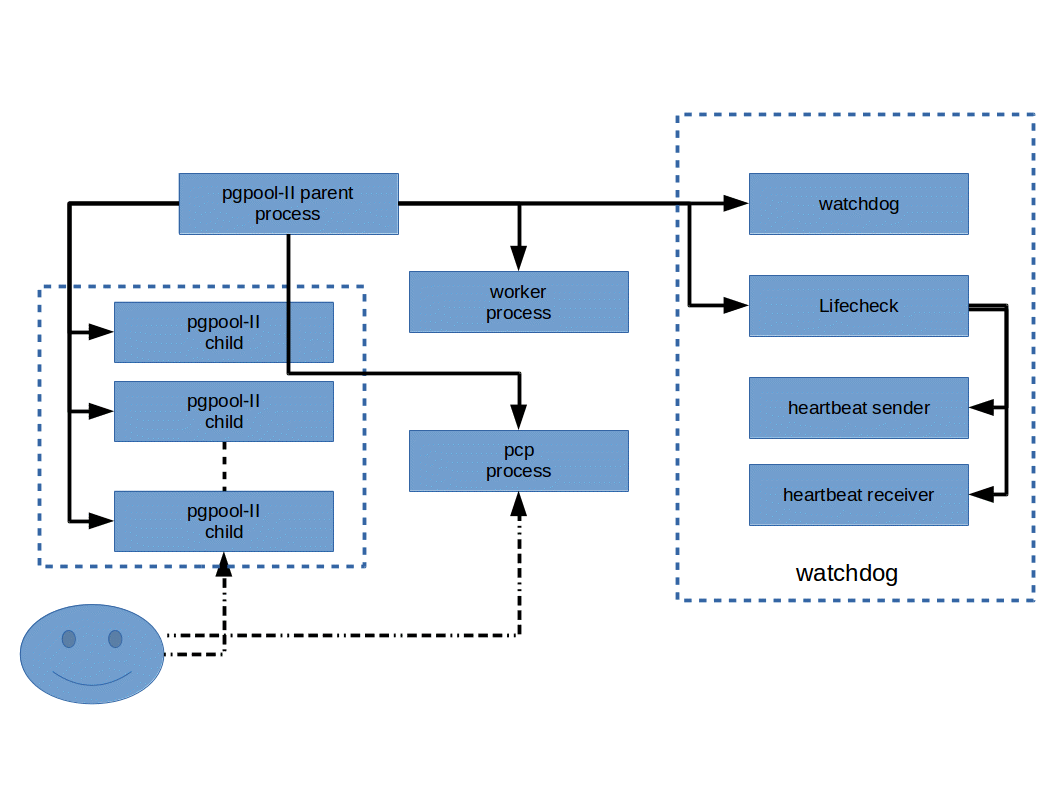 pgpool-II parent
process
watchdog
worker
process
Lifecheck
pgpool-II
child
pgpool-II
child
heartbeat sender
pcp
process
heartbeat receiver
pgpool-II
child
watchdog